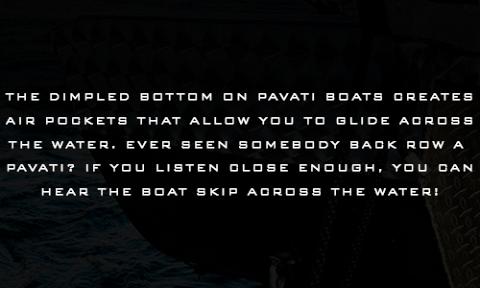 THE DIMPLED BOTTOM ON PAVATI BOATS CREATES
AIR POCKETS THAT ALLOW YOU TO GLIDE ACROSS
THE WATER. EVER SEEN SOMEBODY BACK ROW A
PAVATI? IF YOU LISTEN CLOSE ENOUGH, YOU CAN
HEAR THE BOAT SKIP ACROSS THE WATER!